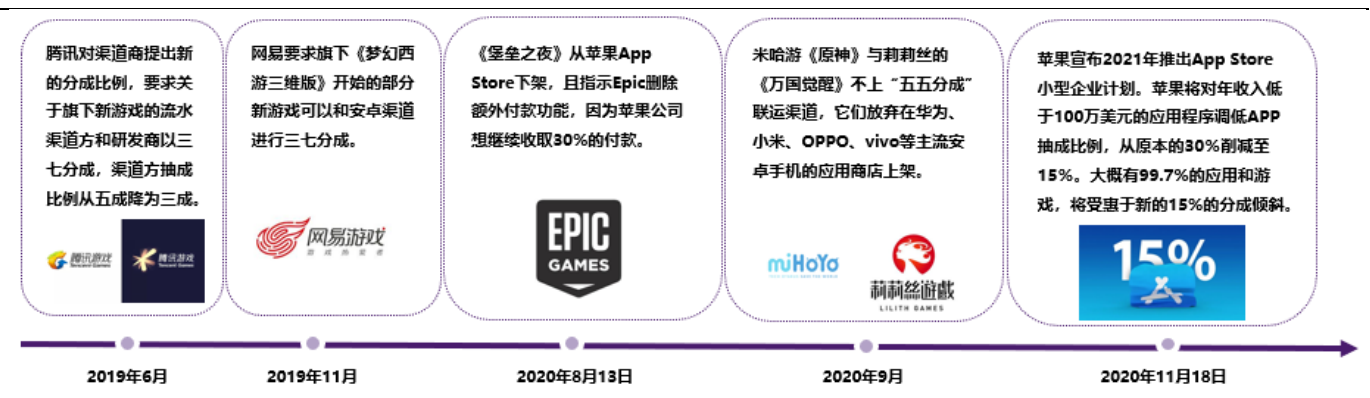 腾讯对渠道商提出新
的分成比例，要求关
于旗下新游戏的流水
渠道方和研发商以三
七分成，渠道方抽成
比例从五成降为三成。
腾讯游戏
Tencent Games
腾讯游戏
网易要求旗下《梦幻西
游三维版》开始的部分
新游戏可以和安卓渠道
进行三七分成。
网易游戏
游戏热爱者
《堡垒之夜》从苹果App
Store下架，且指示Epic删除
额外付款功能，因为苹果公司
想继续收取30%的付款。
EPIC
GAMES
米哈游《原神》与莉莉丝的
《万国觉醒》不上“五五分成”
联运渠道，它们放弃在华为、
小米、OPPO、vivo等主流安
卓手机的应用商店上架。
miHoYo
莉莉絲遊戲
LILITH GAMES
苹果宣布2021年推出App Store
小型企业计划。苹果将对年收入低
于100万美元的应用程序调低APP
抽成比例，从原本的30%削减至
15%。大概有99.7%的应用和游
戏，将受惠于新的15%的分成倾斜。
15%
2019年6月
2019年11月
2020年8月13日
2020年9月
2020年11月18日